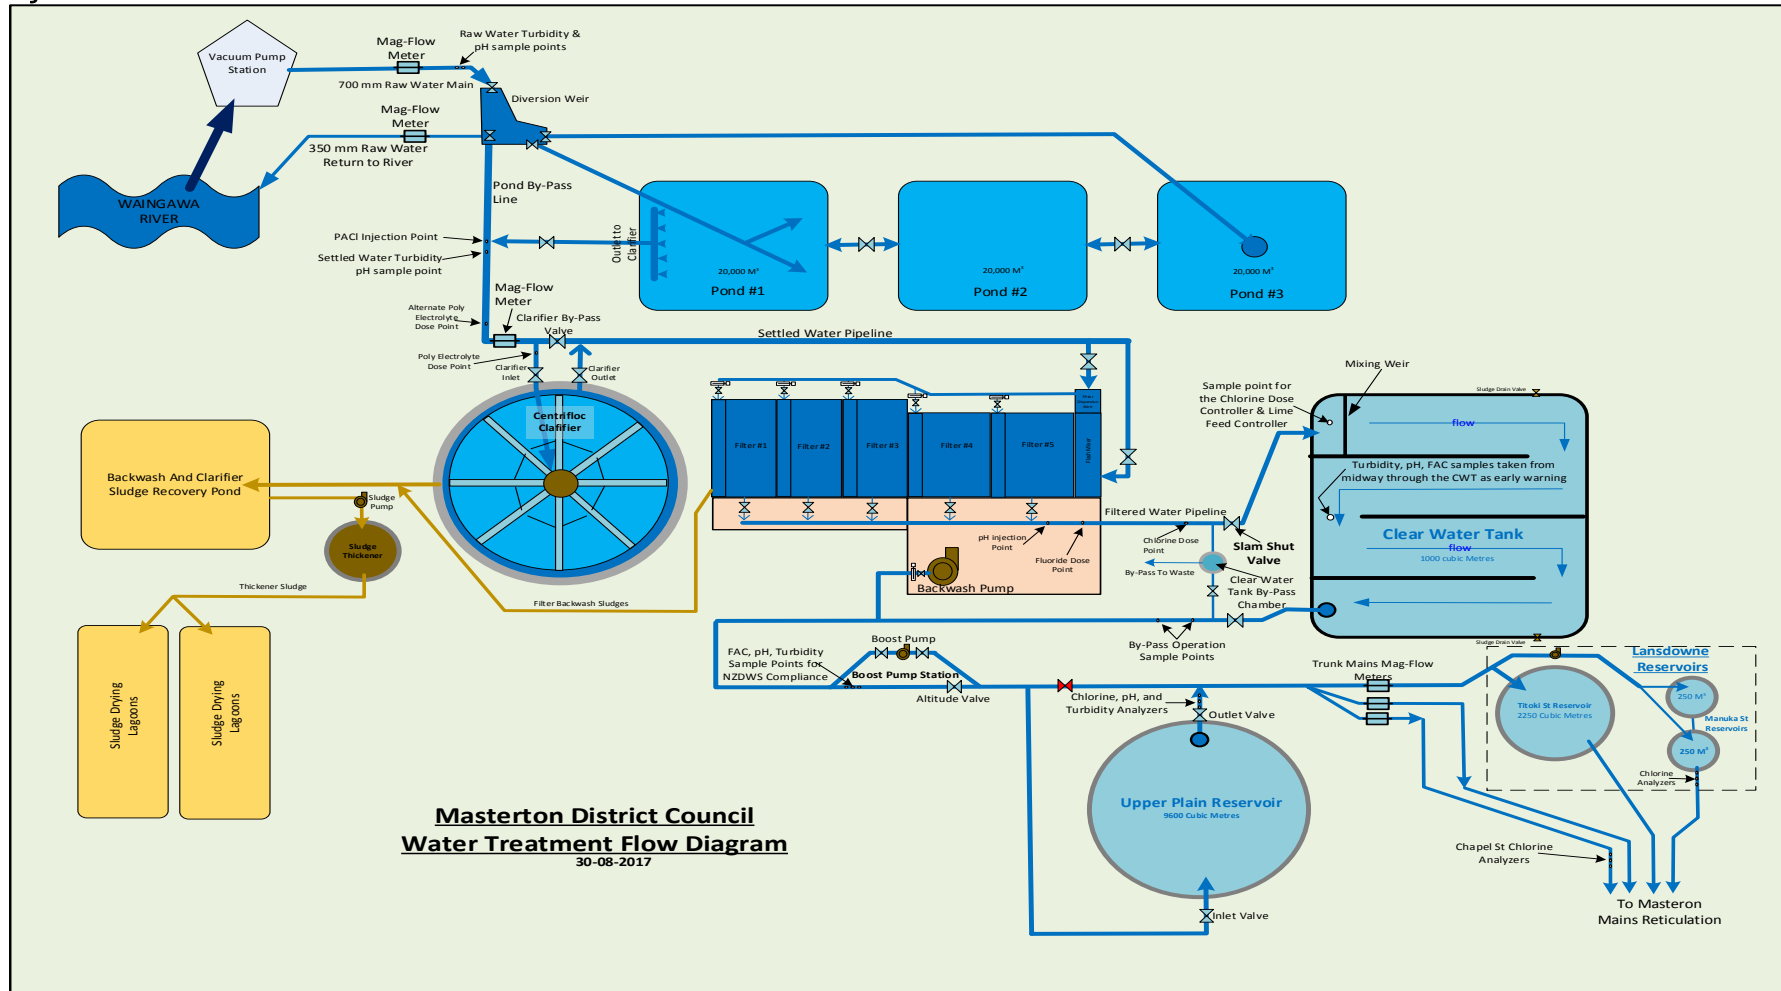 Vacuum Pump
Station
Mag-Flow
Meter
Raw Water Turbidity &
pH sample points
700 mm Raw Water Main
Diversion Weir
Mag-Flow
Meter
350 mm Raw Water
Return to River
WAINGAWA
RIVER
Pond By-Pass
Line
PACl Injection Point
Settled Water Turbidity
pH sample point
Outlet to
Clarifier
20,000 M³
Pond #1
20,000 M³
Pond #2
20,000 M³
Pond #3
Alternate Poly
Electrolyte
Dose Point
Mag-Flow
Meter
Clarifier By-Pass
Valve
Settled Water Pipeline
Poly Electrolyte
Dose Point
Clarifier
Inlet
Clarifier
Outlet
Centrifloc
Clafifier
Backwash And Clarifier
Sludge Recovery Pond
Sludge
Pump
Sludge
Thickener
Thickener Sludge
Filter Backwash Sludges
Sludge Drying
Lagoons
Sludge Drying
Lagoons
Filter #1
Filter #2
Filter #3
Filter #4
Filter #5
Flash Mixer
Filtered Water Pipeline
pH injection
Point
Fluoride Dose
Point
Chlorine Dose
Point
Slam Shut
Valve
By-Pass To Waste
Clear Water
Tank By-Pass
Chamber
Backwash Pump
Mixing Weir
Sludge Drain Valve
Sample point for
the Chlorine Dose
Controller & Lime
Feed Controller
flow
Turbidity, pH, FAC samples taken from
midway through the CWT as early warning
Clear Water Tank
flow
1000 cubic Metres
Sludge Drain Valve
By-Pass Operation
Sample Points
Boost Pump
FAC, pH, Turbidity
Sample Points for
NZDWS Compliance
Boost Pump Station
Altitude Valve
Chlorine, pH, and
Turbidity Analyzers
Outlet Valve
Upper Plain Reservoir
9600 Cubic Metres
Inlet Valve
Trunk Mains Mag-Flow
Meters
Lansdowne
Reservoirs
Titoki St Reservoir
2250 Cubic Metres
250 M³
Manuka St
Reservoirs
250 M³
Chlorine
Analyzers
Chapel St Chlorine
Analyzers
To Masteron
Mains Reticulation
Masterton District Council
Water Treatment Flow Diagram
30-08-2017